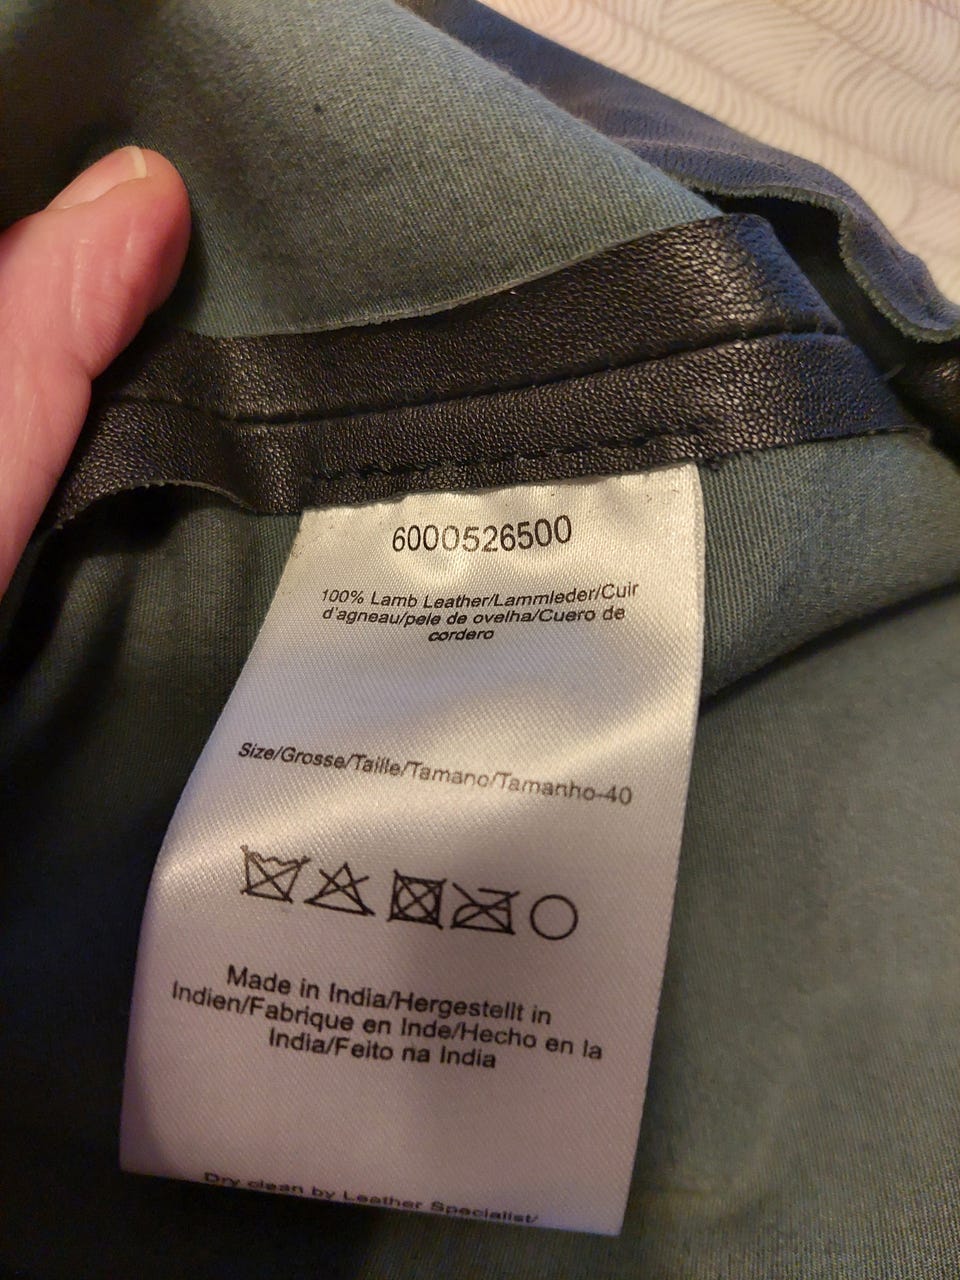 6000526500
100% Lamb Leather/Lammleder/Cuir
d'agneau/pele de ovelha/Cuero de
cordero
Size/Grosse/Taille/Tamano/Tamanho-40
Made in India/Hergestellt in
Indien/Fabrique en Inde/Hecho en la
India/Feito na India
Dry clean by Leather Specialist/